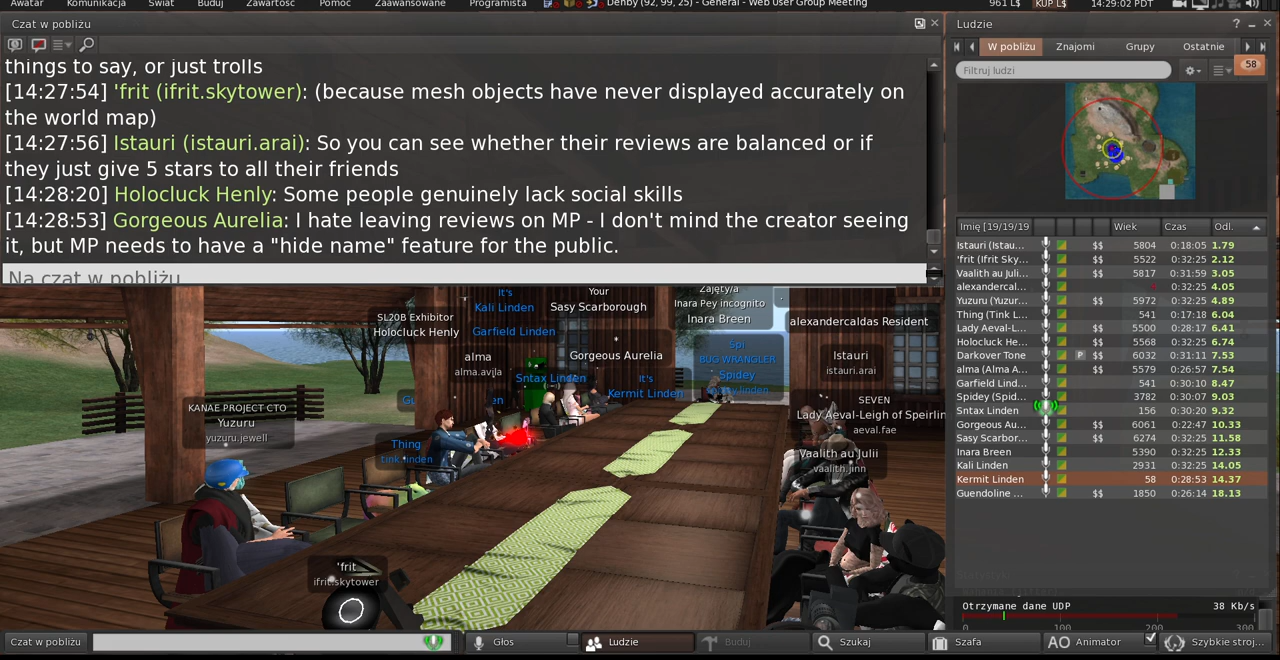 Awatar Komunikacja Świat Buduj Zawartość Pomoc Zaawansowane Programista Denby (92, 99, 25) - General - Web User Group Meeting 961 L$ KUP L$ 14:29:02 PDT
Czat w pobliżu
things to say, or just trolls
[14:27:54] 'frit (ifrit.skytower): (because mesh objects have never displayed accurately on
the world map)
[14:27:56] Istauri (istauri.arai): So you can see whether their reviews are balanced or if
they just give 5 stars to all their friends
[14:28:20] Holocluck Henly: Some people genuinely lack social skills
[14:28:53] Gorgeous Aurelia: I hate leaving reviews on MP - I don't mind the creator seeing
it, but MP needs to have a "hide name" feature for the public.
Na czat w pobliżu
It's
Kali Linden
Your
Sasy Scarborough
Zajęty/a
Inara Pey incognito
Inara Breen
SL20B Exhibitor
Holocluck Henly
Garfield Linden
alexandercaldas Resident
Gorgeous Aurelia
alma
alma.avila
Śpi
BUG WRANGLER
Spidey
Istauri
istauri.arai
Sntax Linden
It's
Kermit Linden
KANAE PROJECT CTO
Yuzuru
yuzuru.jewell
SEVEN
Lady Aeval-Leigh of Speirlin
aeval.fae
Thing
tink.linden
Vaalith au Julii
vaalith.jinn
'frit
ifrit.skytower
Ludzie
W pobliżu Znajomi Grupy Ostatnie
Filtruj ludzi
58
Imię [19/19/19 Wiek Czas Odl.
Istauri (Istau... $$ 5804 0:18:05 1.79
'frit (Ifrit Sky... $$ 5522 0:32:25 2.12
Vaalith au Juli... $$ 5817 0:31:59 3.05
alexandercal... 0:32:25 4.05
Yuzuru (Yuzur... $$ 5972 0:32:25 4.89
Thing (Tink L... 541 0:17:18 6.04
Lady Aeval-L... $$ 5500 0:28:17 6.41
Holocluck He... $$ 5568 0:32:25 6.74
Darkover Tone P $$ 6032 0:31:11 7.53
alma (Alma A... $$ 5579 0:26:57 7.54
Garfield Lind... 541 0:30:10 8.47
Spidey (Spid... $$ 3782 0:30:07 9.03
Sntax Linden 156 0:30:20 9.32
Gorgeous Au... $$ 6061 0:22:47 10.33
Sasy Scarbor... $$ 6274 0:32:25 11.58
Inara Breen 5390 0:32:25 12.33
Kali Linden 2931 0:32:25 14.05
Kermit Linden 58 0:28:53 14.37
Guendoline ... $$ 1850 0:26:14 18.13
Otrzymane dane UDP 38 Kb/s
0 100 200 300
Czat w pobliżu Głos Ludzie Buduj Szukaj Szafa AO Animator Szybkie stroj...